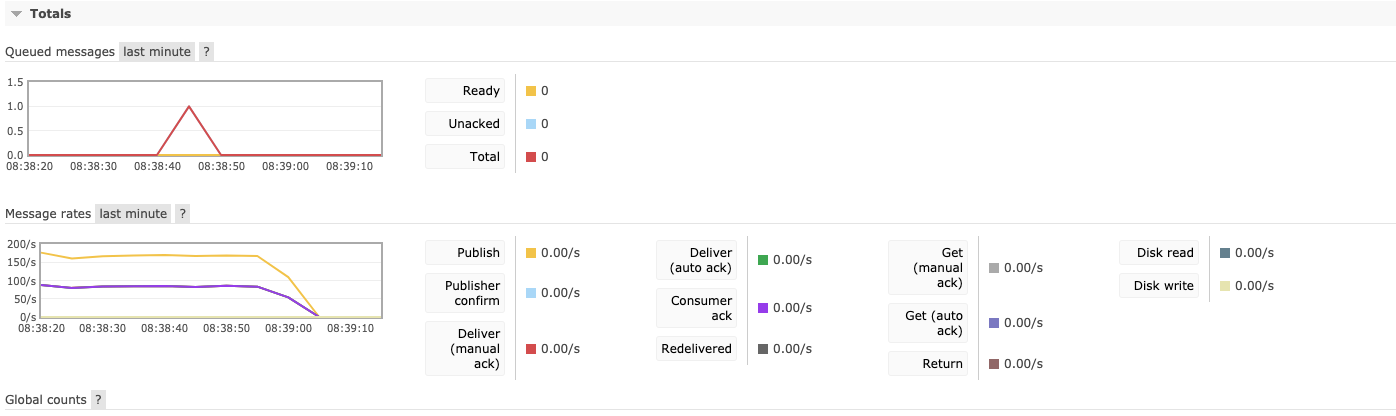 Totals
Queued messages last minute ?
1.5
1.0
0.5
0.0
08:38:20 08:38:30 08:38:40 08:38:50 08:39:00 08:39:10
Ready 0
Unacked 0
Total 0
Message rates last minute ?
200/s
150/s
100/s
50/s
0/s
08:38:20 08:38:30 08:38:40 08:38:50 08:39:00 08:39:10
Publish 0.00/s
Publisher
confirm 0.00/s
Deliver
(manual
ack) 0.00/s
Deliver
(auto ack) 0.00/s
Consumer
ack 0.00/s
Redelivered 0.00/s
Get
(manual
ack) 0.00/s
Get (auto
ack) 0.00/s
Return 0.00/s
Disk read 0.00/s
Disk write 0.00/s
Global counts ?